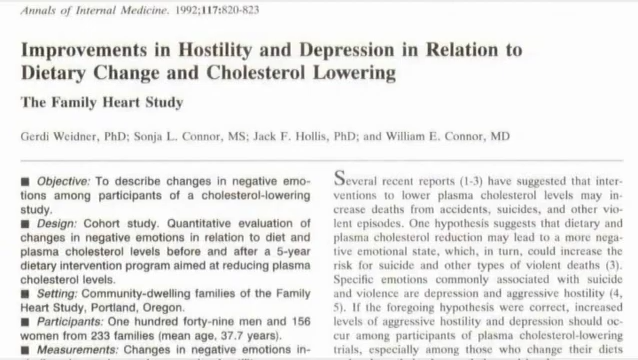 Annals of Internal Medicine. 1992;117:820-823
Improvements in Hostility and Depression in Relation to
Dietary Change and Cholesterol Lowering
The Family Heart Study
Gerdi Weidner, PhD; Sonja L. Connor, MS; Jack F. Hollis, PhD; and William E. Connor, MD
■ Objective: To describe changes in negative emo-
tions among participants of a cholesterol-lowering
study.
■ Design: Cohort study. Quantitative evaluation of
changes in negative emotions in relation to diet and
plasma cholesterol levels before and after a 5-year
dietary intervention program aimed at reducing plasma
cholesterol levels.
■ Setting: Community-dwelling families of the Family
Heart Study, Portland, Oregon.
■ Participants: One hundred forty-nine men and 156
women from 233 families (mean age, 37.7 years).
■ Measurements: Changes in negative emotions in-
Several recent reports (1-3) have suggested that inter-
ventions to lower plasma cholesterol levels may in-
crease deaths from accidents, suicides, and other vio-
lent episodes. One hypothesis suggests that dietary and
plasma cholesterol reduction may lead to a more nega-
tive emotional state, which, in turn, could increase the
risk for suicide and other types of violent deaths (3).
Specific emotions commonly associated with suicide
and violence are depression and aggressive hostility (4,
5). If the foregoing hypothesis were correct, increased
levels of aggressive hostility and depression should oc-
cur among participants of plasma cholesterol-lowering
trials, especially among those who change their diets